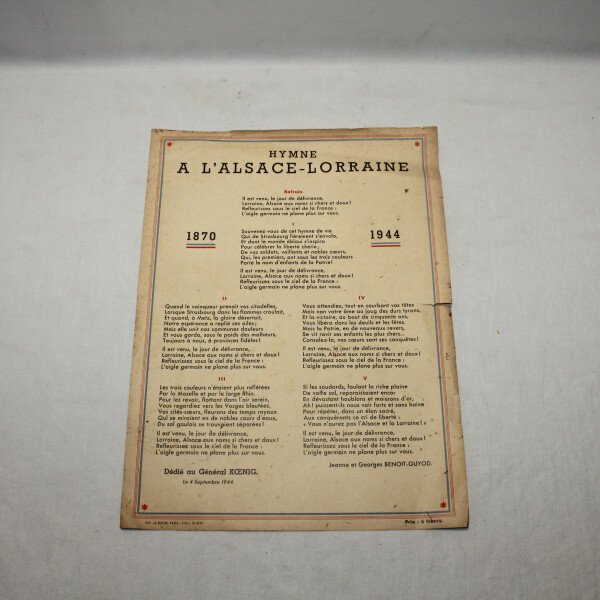 HYMNE
A L'ALSACE-LORRAINE
Refrain
Il est venu, le jour de délivrance,
Lorraine, Alsace aux noms si chers et doux !
Refleurissez sous le ciel de la France :
L'aigle germain ne plane plus sur vous.
1870
1944
I
Souvenez-vous de cet hymne de vie
Qui de Strasbourg fièrement s'envola,
Et dont le monde ébloui s'inspira
Pour célébrer la liberté chérie ;
De vos soldats, vaillants et nobles cœurs,
Qui, les premiers, ont sous les trois couleurs
Porté le nom d'enfants de la Patrie !
Il est venu, le jour de délivrance,
Lorraine, Alsace aux noms si chers et doux !
Refleurissez sous le ciel de la France :
L'aigle germain ne plane plus sur vous.
II
Quand le vainqueur prenait vos citadelles,
Lorsque Strasbourg dans les flammes croulait,
Et quand, à Metz, la gloire désertait,
Notre espérance a replié ses ailes ;
Mais elle unit nos communes douleurs
Et vous garda, sous le poids des malheurs,
Toujours à nous, ô provinces fidèles !
Il est venu, le jour de délivrance,
Lorraine, Alsace aux noms si chers et doux !
Refleurissez sous le ciel de la France :
L'aigle germain ne plane plus sur vous.
III
Les trois couleurs n'étaient plus reflétées
Par la Moselle et par le large Rhin.
Pour les revoir, flottant dans l'air serein,
Vous regardiez vers les Vosges bleutées.
Vos cités-sœurs, fleurons des temps royaux
Qui se miraient en de nobles cours d'eaux,
Du sol gaulois se trouvaient séparées !
Il est venu, le jour de délivrance,
Lorraine, Alsace aux noms si chers et doux !
Refleurissez sous le ciel de la France :
L'aigle germain ne plane plus sur vous.
Dédié au Général KŒNIG.
Le 4 Septembre 1944.
IV
Vous attendiez, tout en courbant vos têtes
Mais non votre âme au joug des durs tyrans,
Et la victoire, au bout de cinquante ans,
Vous libéra dans les deuils et les fêtes.
Mais la Patrie, en de nouveaux revers,
Se vit ravir ses enfants les plus chers...
Consolez-la, vos cœurs sont ses conquêtes !
Il est venu, le jour de délivrance,
Lorraine, Alsace aux noms si chers et doux !
Refleurissez sous le ciel de la France :
L'aigle germain ne plane plus sur vous.
V
Si les soudards, foulant la riche plaine
De votre sol, reparaissaient encor
En dévastant houblons et moissons d'or,
Ah ! puissent-ils nous voir forts et sans haine
Pour répéter, dans un élan sacré,
Aux conquérants ce cri de liberté :
« Vous n'aurez pas l'Alsace et la Lorraine ! »
Il est venu, le jour de délivrance,
Lorraine, Alsace aux noms si chers et doux !
Refleurissez sous le ciel de la France :
L'aigle germain ne plane plus sur vous.
Jeanne et Georges BENOIT-GUYOD.
Prix : 5 francs.